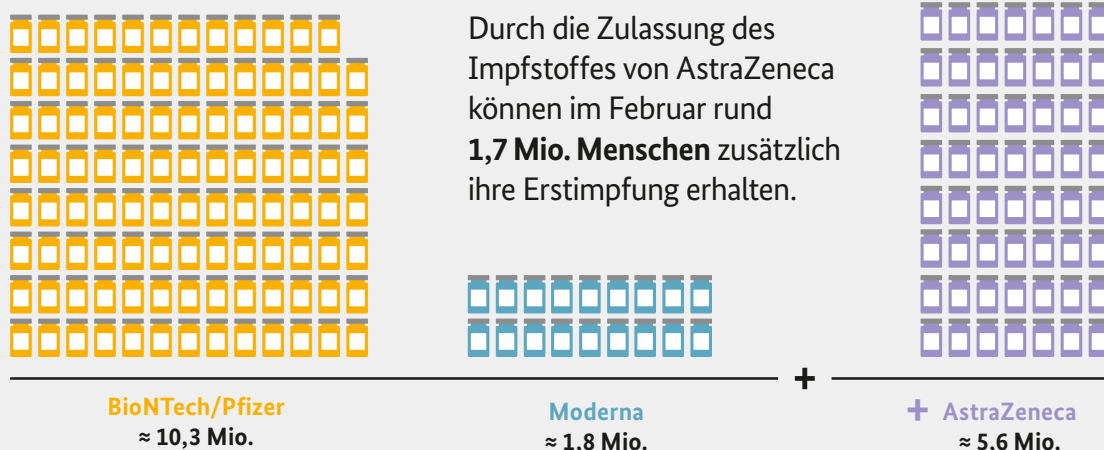 Durch die Zulassung des
Impfstoffes von AstraZeneca
können im Februar rund
1,7 Mio. Menschen zusätzlich
ihre Erstimpfung erhalten.
+
BioNTech/Pfizer
≈ 10,3 Mio.
Moderna
≈ 1,8 Mio.
+ AstraZeneca
≈ 5,6 Mio.